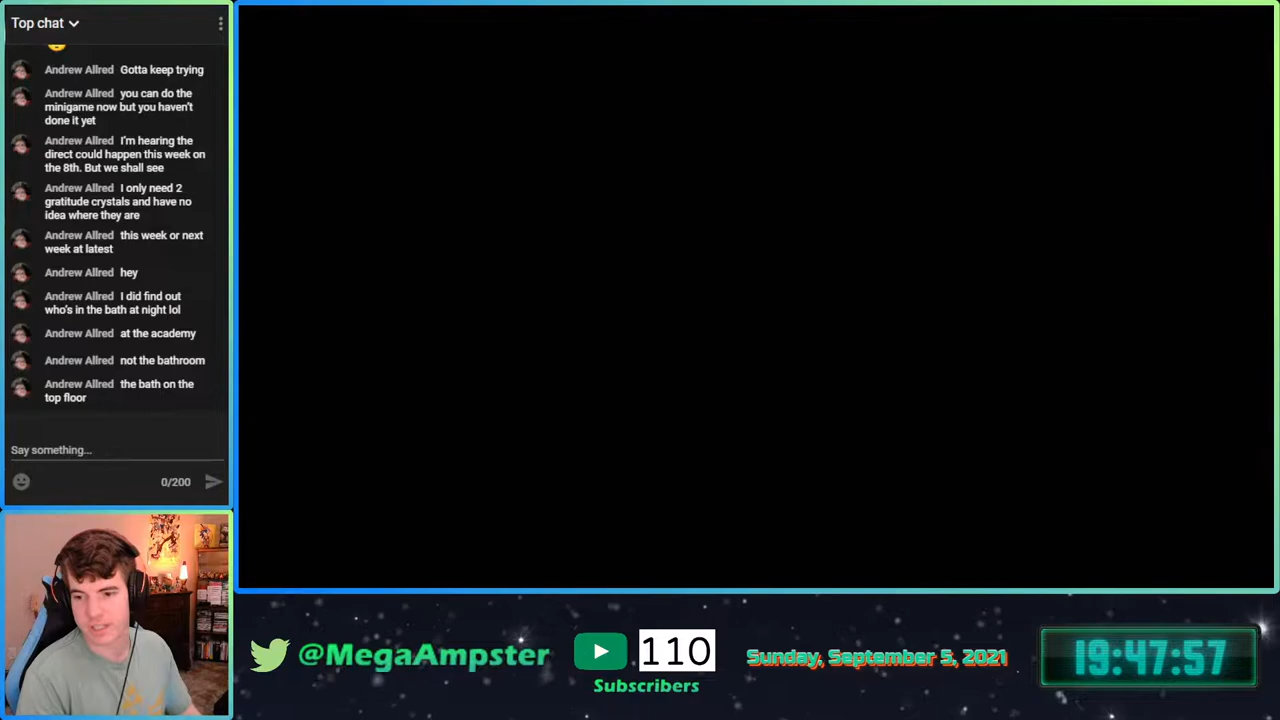 Top chat
Andrew Allred Gotta keep trying
Andrew Allred you can do the
minigame now but you haven't
done it yet
Andrew Allred I'm hearing the
direct could happen this week on
the 8th. But we shall see
Andrew Allred I only need 2
gratitude crystals and have no
idea where they are
Andrew Allred this week or next
week at latest
Andrew Allred hey
Andrew Allred I did find out
who's in the bath at night lol
Andrew Allred at the academy
Andrew Allred not the bathroom
Andrew Allred the bath on the
top floor
Say something...
0/200
@MegaAmpster
110
Subscribers
Sunday, September 5, 2021
19:47:57